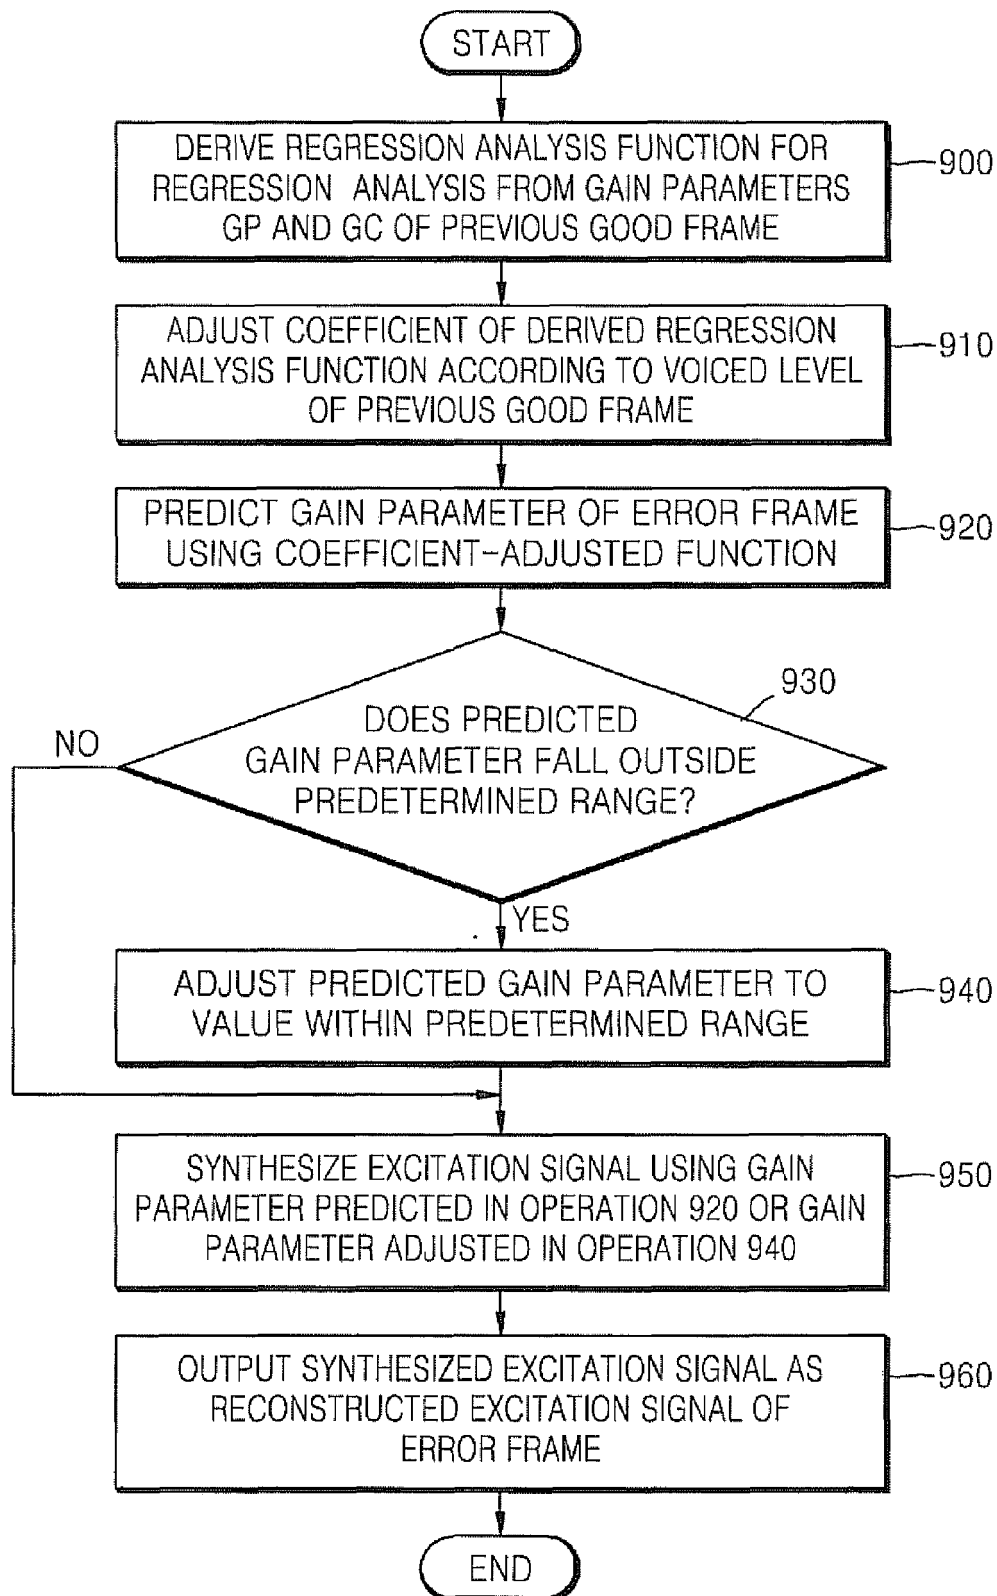 START
DERIVE REGRESSION ANALYSIS FUNCTION FOR
REGRESSION ANALYSIS FROM GAIN PARAMETERS
GP AND GC OF PREVIOUS GOOD FRAME
900
ADJUST COEFFICIENT OF DERIVED REGRESSION
ANALYSIS FUNCTION ACCORDING TO VOICED LEVEL
OF PREVIOUS GOOD FRAME
910
PREDICT GAIN PARAMETER OF ERROR FRAME
USING COEFFICIENT-ADJUSTED FUNCTION
920
930
DOES PREDICTED
GAIN PARAMETER FALL OUTSIDE
PREDETERMINED RANGE?
NO
YES
ADJUST PREDICTED GAIN PARAMETER TO
VALUE WITHIN PREDETERMINED RANGE
940
SYNTHESIZE EXCITATION SIGNAL USING GAIN
PARAMETER PREDICTED IN OPERATION 920 OR GAIN
PARAMETER ADJUSTED IN OPERATION 940
950
OUTPUT SYNTHESIZED EXCITATION SIGNAL AS
RECONSTRUCTED EXCITATION SIGNAL OF
ERROR FRAME
960
END